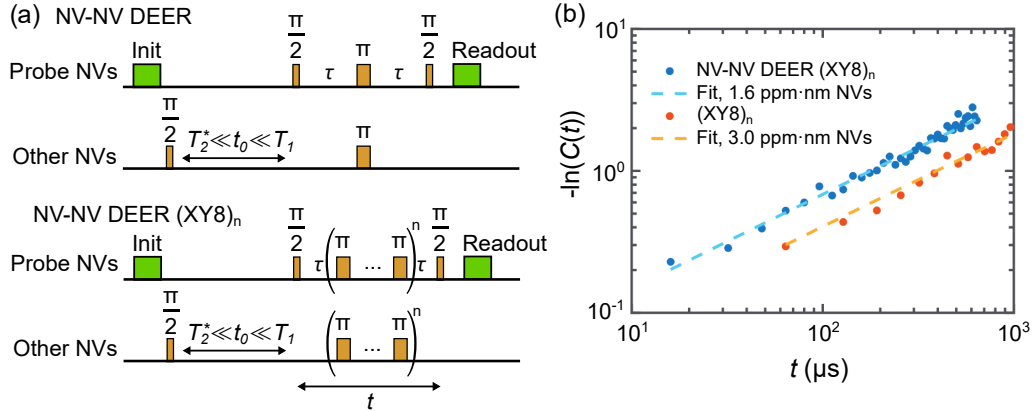 (a) NV-NV DEER
Init
π
2
τ
π
τ
π
2
Readout
Probe NVs
π
2
T2*≪t0≪T1
π
Other NVs
NV-NV DEER (XY8)n
Init
π
2
τ
(π ... π)n
τ
π
2
Readout
Probe NVs
π
2
T2*≪t0≪T1
(π ... π)n
Other NVs
t
(b)
NV-NV DEER (XY8)n
Fit, 1.6 ppm·nm NVs
(XY8)n
Fit, 3.0 ppm·nm NVs
-ln(C(t))
10^1
10^0
10^-1
10^1 10^2 10^3
t (μs)